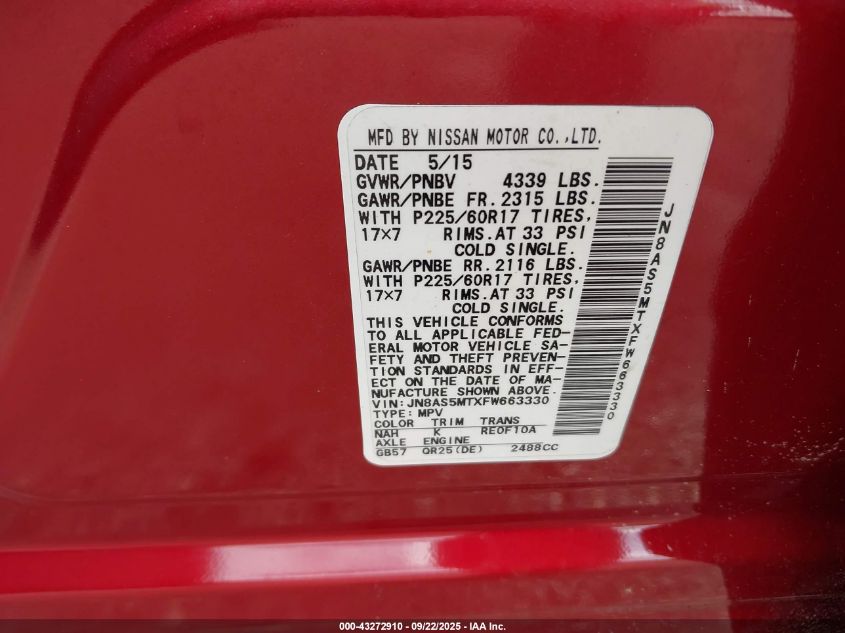 MFD BY NISSAN MOTOR CO.,LTD.
DATE 5/15
GVWR/PNBV 4339 LBS.
GAWR/PNBE FR. 2315 LBS.
WITH P225/60R17 TIRES,
17×7 RIMS.AT 33 PSI
COLD SINGLE.
GAWR/PNBE RR. 2116 LBS.
WITH P225/60R17 TIRES,
17×7 RIMS.AT 33 PSI
COLD SINGLE.
THIS VEHICLE CONFORMS
TO ALL APPLICABLE FED-
ERAL MOTOR VEHICLE SA-
FETY AND THEFT PREVEN-
TION STANDARDS IN EFF-
ECT ON THE DATE OF MA-
NUFACTURE SHOWN ABOVE.
VIN: JN8AS5MTXFW663330
TYPE: MPV
COLOR TRIM TRANS
NAH K RE0F10A
AXLE ENGINE
GB57 QR25(DE) 2488CC
JN8AS5MTXFW663330
000-43272910 - 09/22/2025 - IAA Inc.